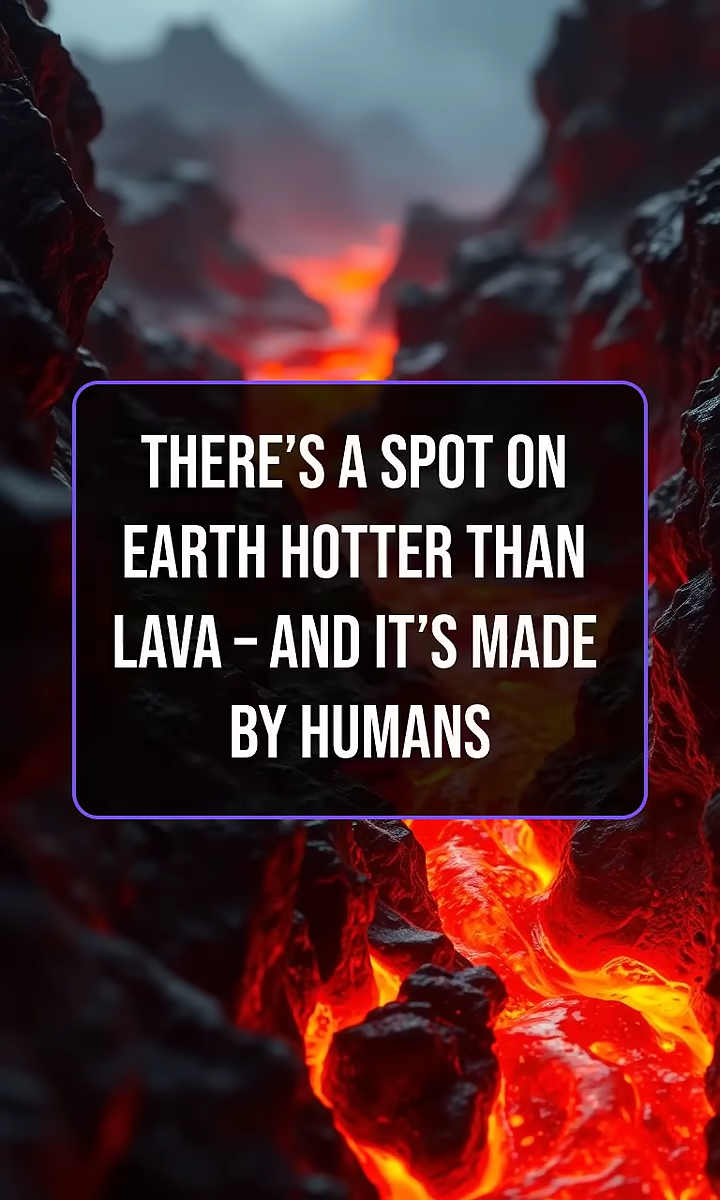 THERE’S A SPOT ON
EARTH HOTTER THAN
LAVA – AND IT’S MADE
BY HUMANS